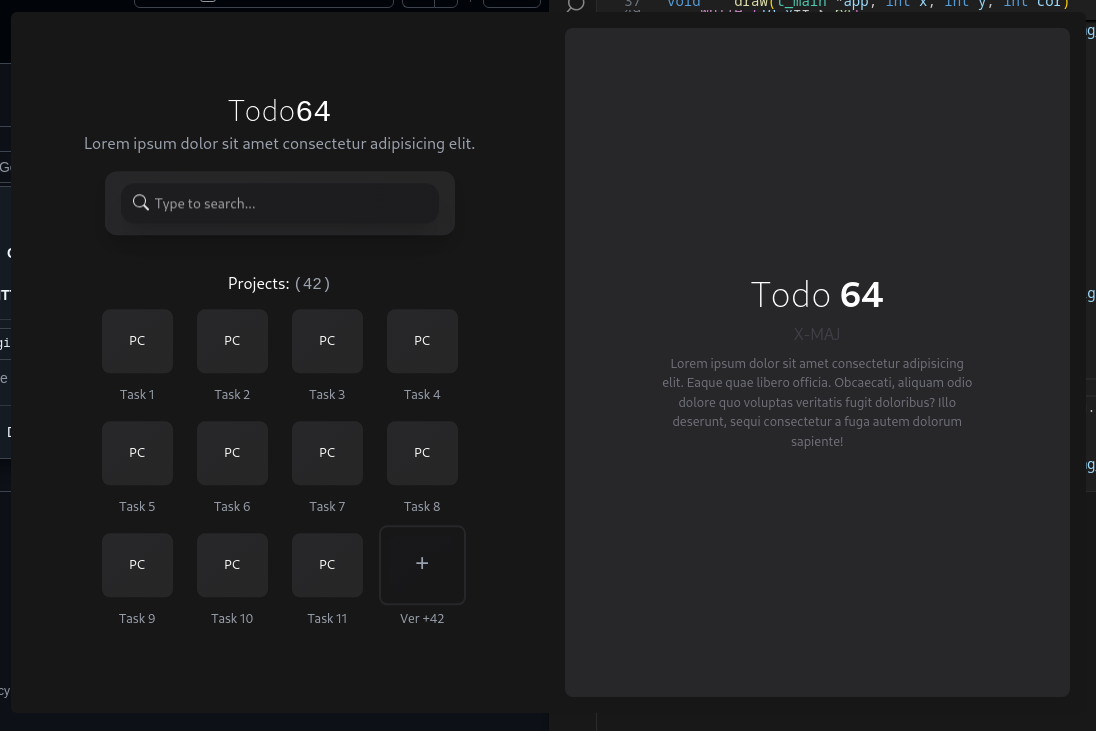 37 void draw(t_main *app, int x, int y, int cor)
Todo64
Lorem ipsum dolor sit amet consectetur adipisicing elit.
Type to search...
Projects: (42)
PC PC PC PC
Task 1 Task 2 Task 3 Task 4
PC PC PC PC
Task 5 Task 6 Task 7 Task 8
PC PC PC +
Task 9 Task 10 Task 11 Ver +42
Todo 64
X-MAJ
Lorem ipsum dolor sit amet consectetur adipisicing
elit. Eaque quae libero officia. Obcaecati, aliquam odio
dolore quo voluptas veritatis fugit doloribus? Illo
deserunt, sequi consectetur a fuga autem dolorum
sapiente!